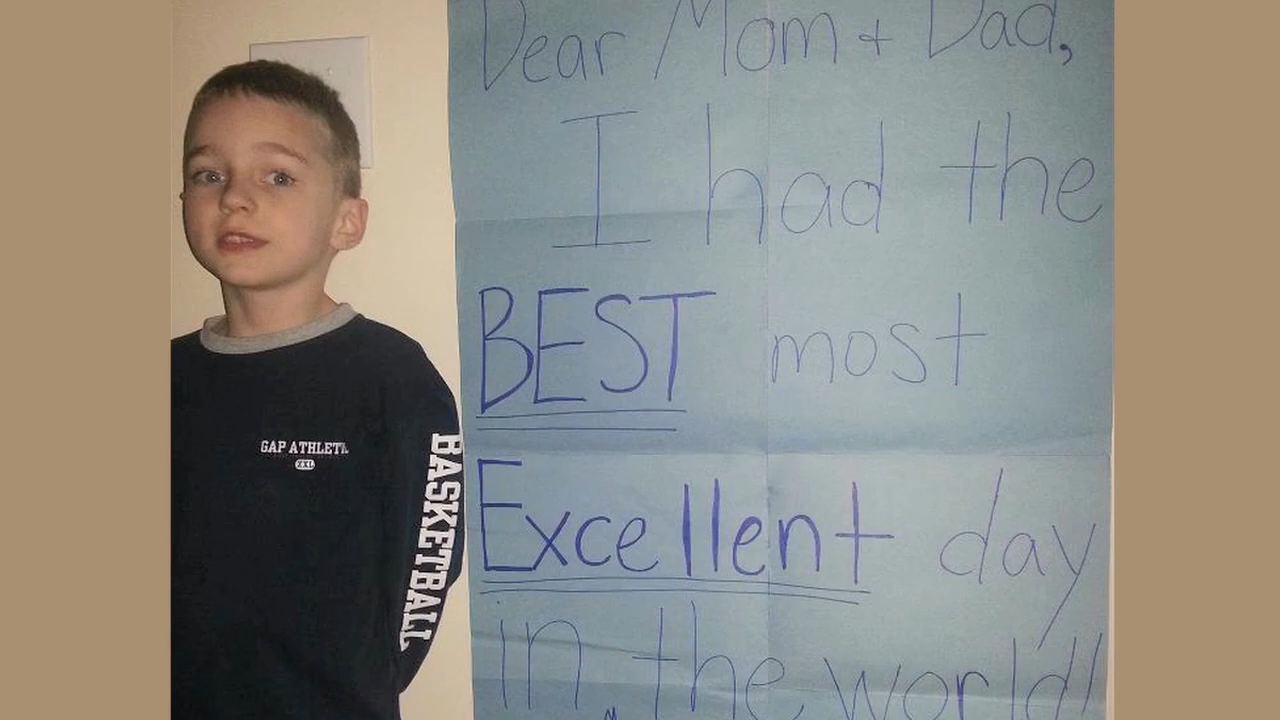 Dear Mom + Dad,
I had the
BEST most
Excellent day
in the world!
GAP ATHLETIC
XXL
BASKETBALL